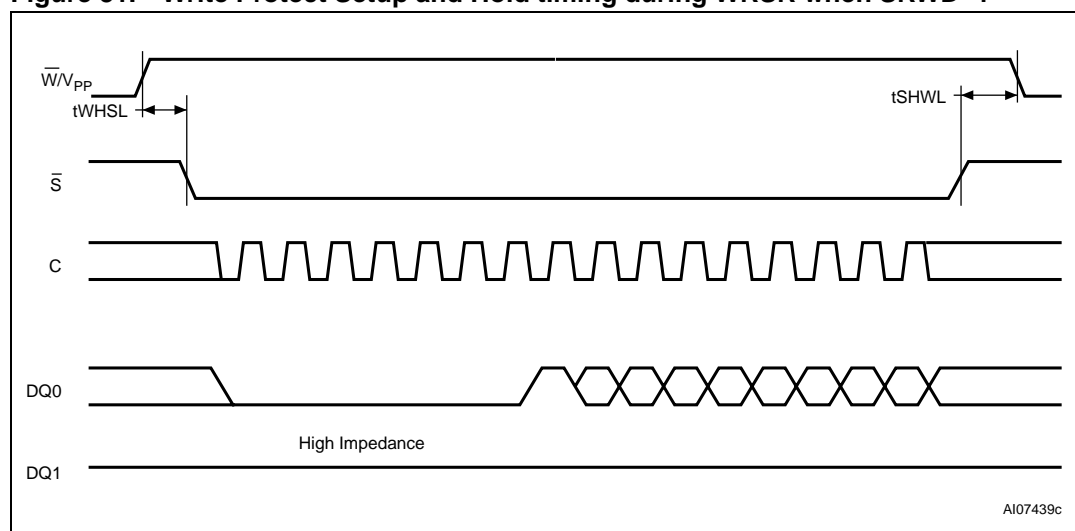 W/VPP
tWHSL
tSHWL
S
C
DQ0
High Impedance
DQ1
AI07439c